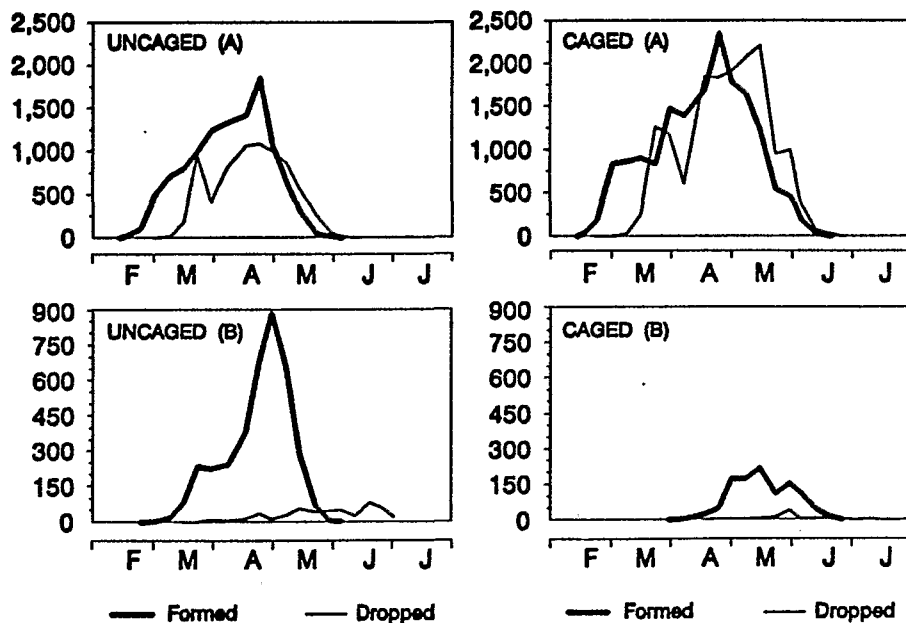 UNCAGED (A)
2,500
2,000
1,500
1,000
500
0
F M A M J J
CAGED (A)
2,500
2,000
1,500
1,000
500
0
F M A M J J
UNCAGED (B)
900
750
600
450
300
150
0
F M A M J J
CAGED (B)
900
750
600
450
300
150
0
F M A M J J
Formed Dropped
Formed Dropped